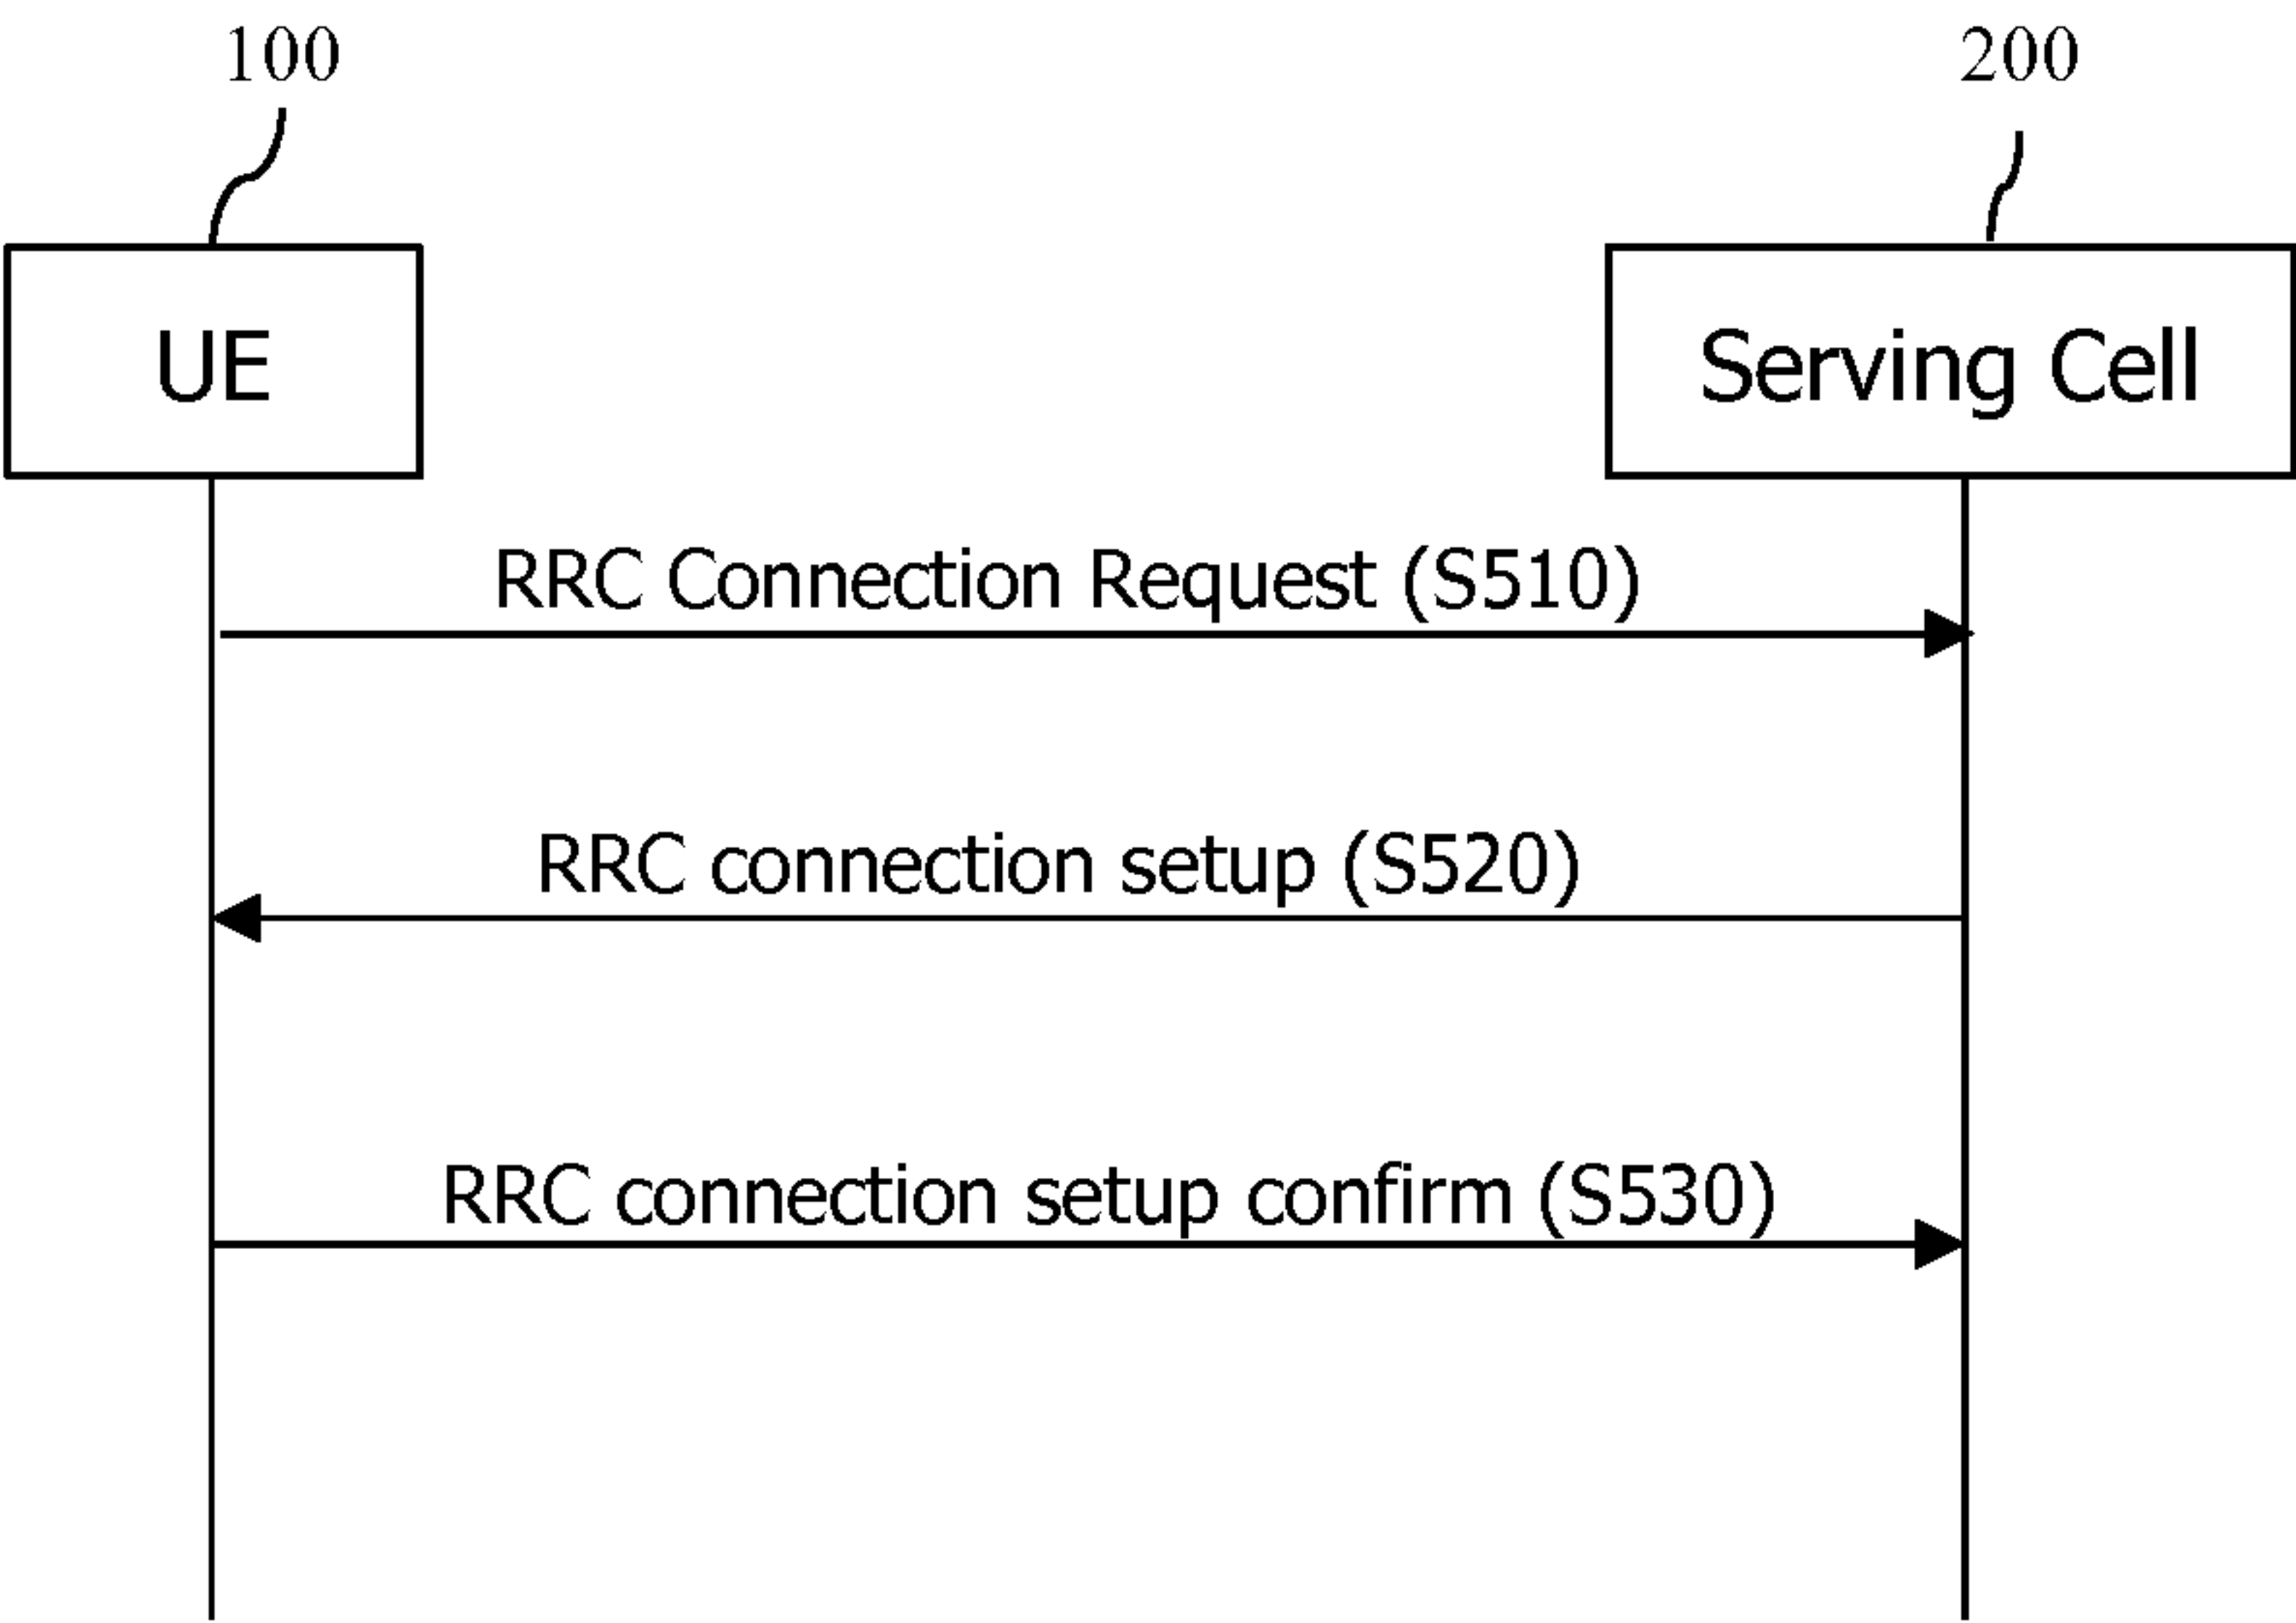 100
200
UE
Serving Cell
RRC Connection Request (S510)
RRC connection setup (S520)
RRC connection setup confirm (S530)